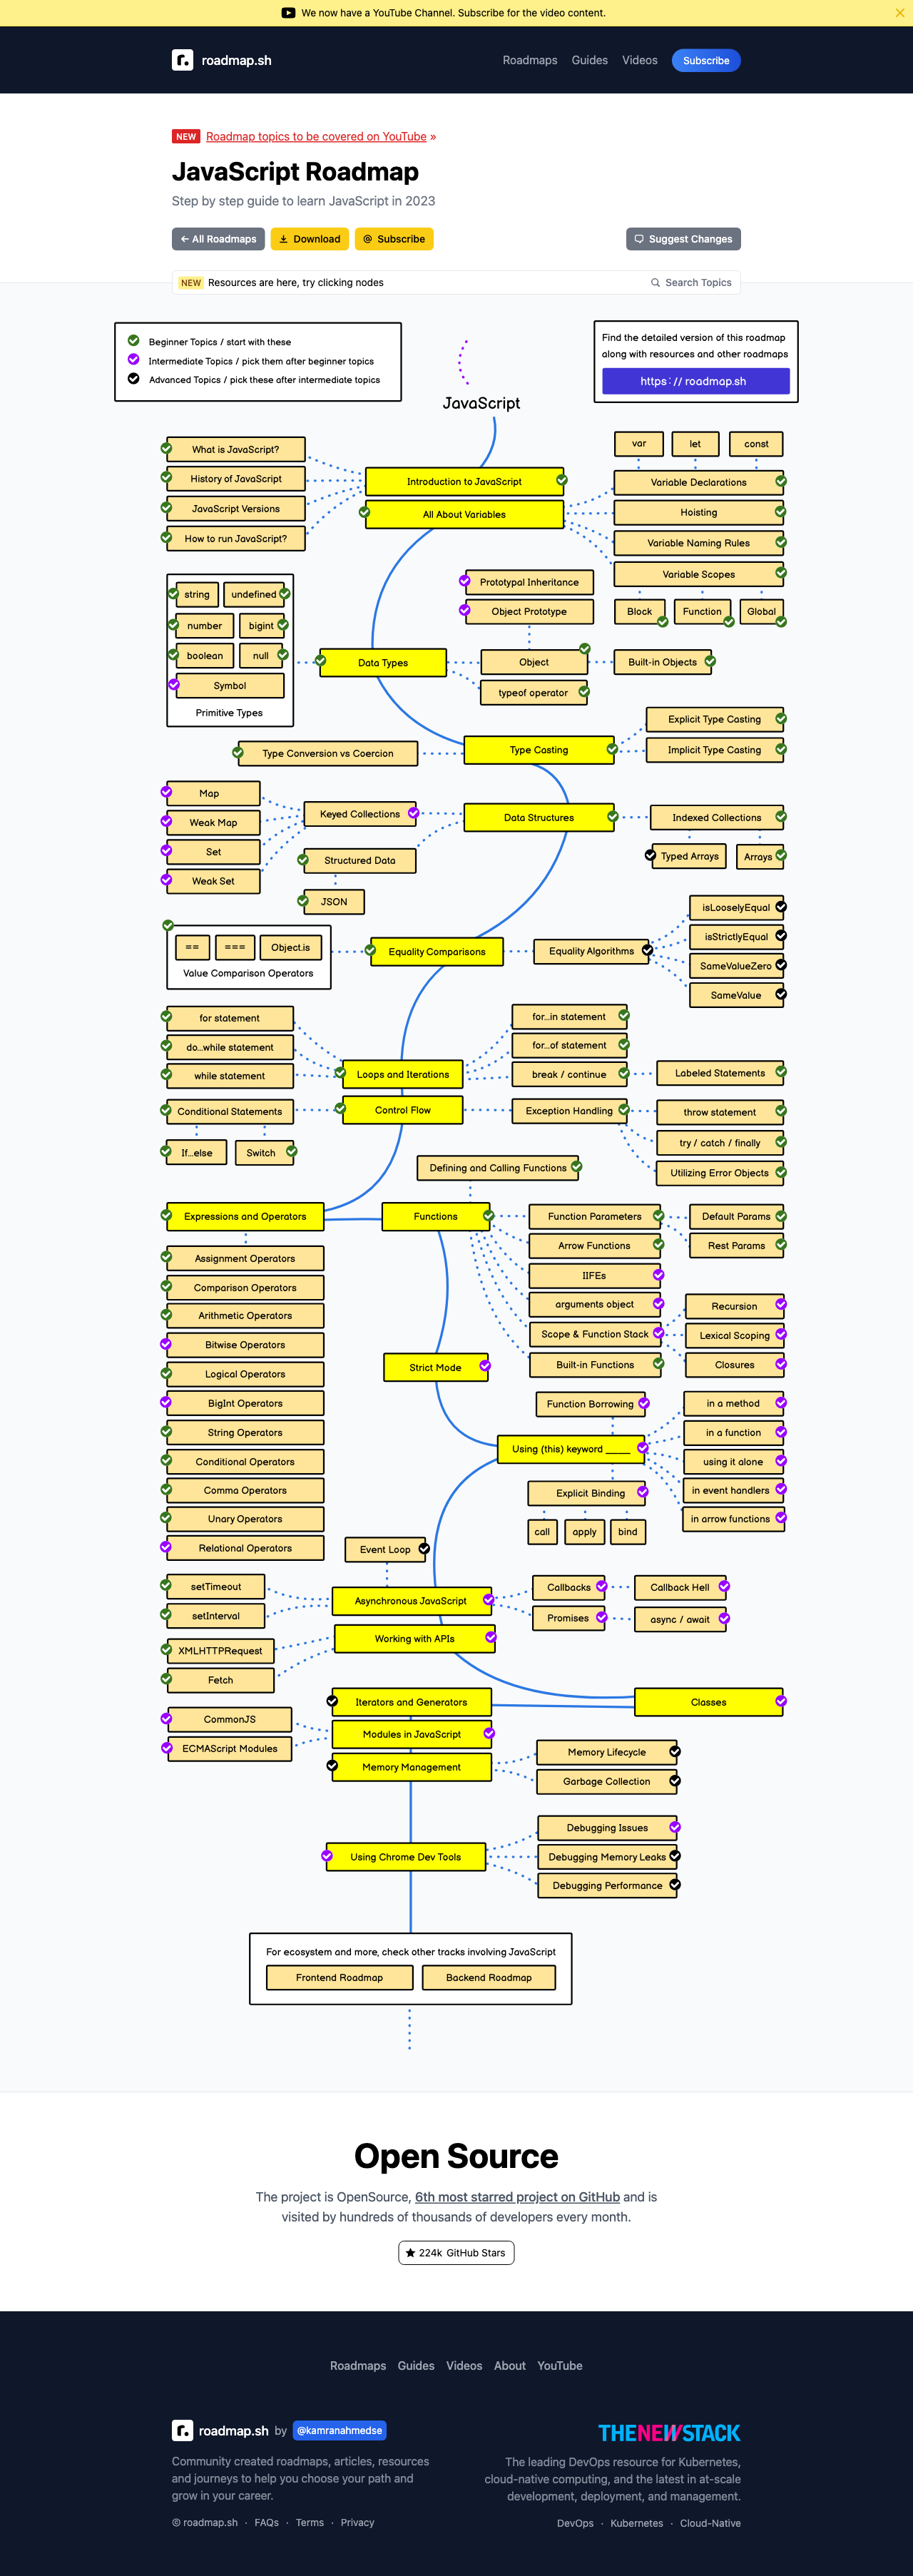 We now have a YouTube Channel. Subscribe for the video content.
roadmap.sh
Roadmaps Guides Videos Subscribe
NEW Roadmap topics to be covered on YouTube »
JavaScript Roadmap
Step by step guide to learn JavaScript in 2023
← All Roadmaps Download Subscribe Suggest Changes
NEW Resources are here, try clicking nodes Search Topics
Beginner Topics / start with these
Intermediate Topics / pick them after beginner topics
Advanced Topics / pick these after intermediate topics
Find the detailed version of this roadmap
along with resources and other roadmaps
https://roadmap.sh
JavaScript
What is JavaScript?
History of JavaScript
JavaScript Versions
How to run JavaScript?
Introduction to JavaScript
All About Variables
var let const
Variable Declarations
Hoisting
Variable Naming Rules
Variable Scopes
Block Function Global
string undefined
number bigint
boolean null
Symbol
Primitive Types
Data Types
Prototypal Inheritance
Object Prototype
Object
typeof operator
Built-in Objects
Type Conversion vs Coercion
Type Casting
Explicit Type Casting
Implicit Type Casting
Map
Weak Map
Set
Weak Set
Keyed Collections
Structured Data
JSON
Data Structures
Indexed Collections
Typed Arrays Arrays
== === Object.is
Value Comparison Operators
Equality Comparisons
Equality Algorithms
isLooselyEqual
isStrictlyEqual
SameValueZero
SameValue
for statement
do...while statement
while statement
Loops and Iterations
for...in statement
for...of statement
break / continue
Labeled Statements
Conditional Statements
If...else Switch
Control Flow
Exception Handling
throw statement
try / catch / finally
Utilizing Error Objects
Defining and Calling Functions
Expressions and Operators
Functions
Function Parameters
Default Params
Rest Params
Arrow Functions
IIFEs
arguments object
Scope & Function Stack
Built-in Functions
Recursion
Lexical Scoping
Closures
Assignment Operators
Comparison Operators
Arithmetic Operators
Bitwise Operators
Logical Operators
BigInt Operators
String Operators
Conditional Operators
Comma Operators
Unary Operators
Relational Operators
Strict Mode
Function Borrowing
Using (this) keyword ____
in a method
in a function
using it alone
in event handlers
in arrow functions
Explicit Binding
call apply bind
Event Loop
setTimeout
setInterval
Asynchronous JavaScript
Callbacks Callback Hell
Promises async / await
XMLHTTPRequest
Fetch
Working with APIs
Iterators and Generators
Classes
CommonJS
ECMAScript Modules
Modules in JavaScript
Memory Management
Memory Lifecycle
Garbage Collection
Using Chrome Dev Tools
Debugging Issues
Debugging Memory Leaks
Debugging Performance
For ecosystem and more, check other tracks involving JavaScript
Frontend Roadmap Backend Roadmap
Open Source
The project is OpenSource, 6th most starred project on GitHub and is
visited by hundreds of thousands of developers every month.
224k GitHub Stars
Roadmaps Guides Videos About YouTube
roadmap.sh by @kamranahmedse
Community created roadmaps, articles, resources
and journeys to help you choose your path and
grow in your career.
© roadmap.sh · FAQs · Terms · Privacy
THENEWSTACK
The leading DevOps resource for Kubernetes,
cloud-native computing, and the latest in at-scale
development, deployment, and management.
DevOps · Kubernetes · Cloud-Native